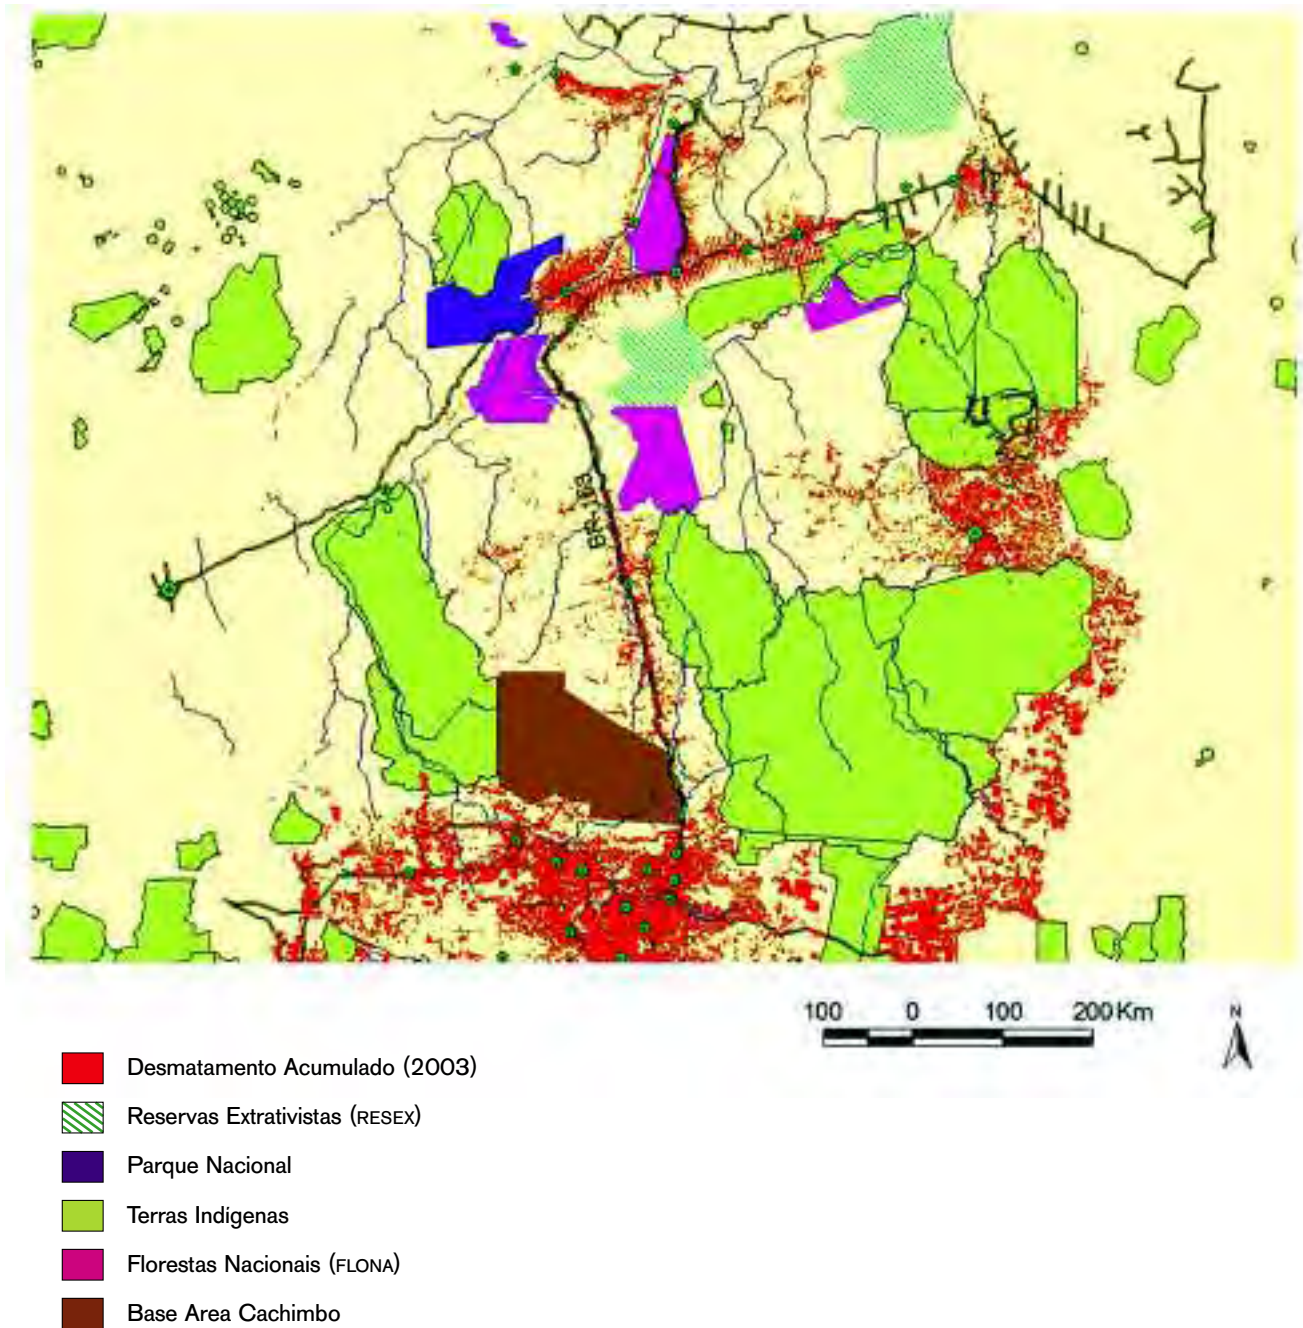 BR-163
100 0 100 200 Km
N
Desmatamento Acumulado (2003)
Reservas Extrativistas (RESEX)
Parque Nacional
Terras Indígenas
Florestas Nacionais (FLONA)
Base Area Cachimbo